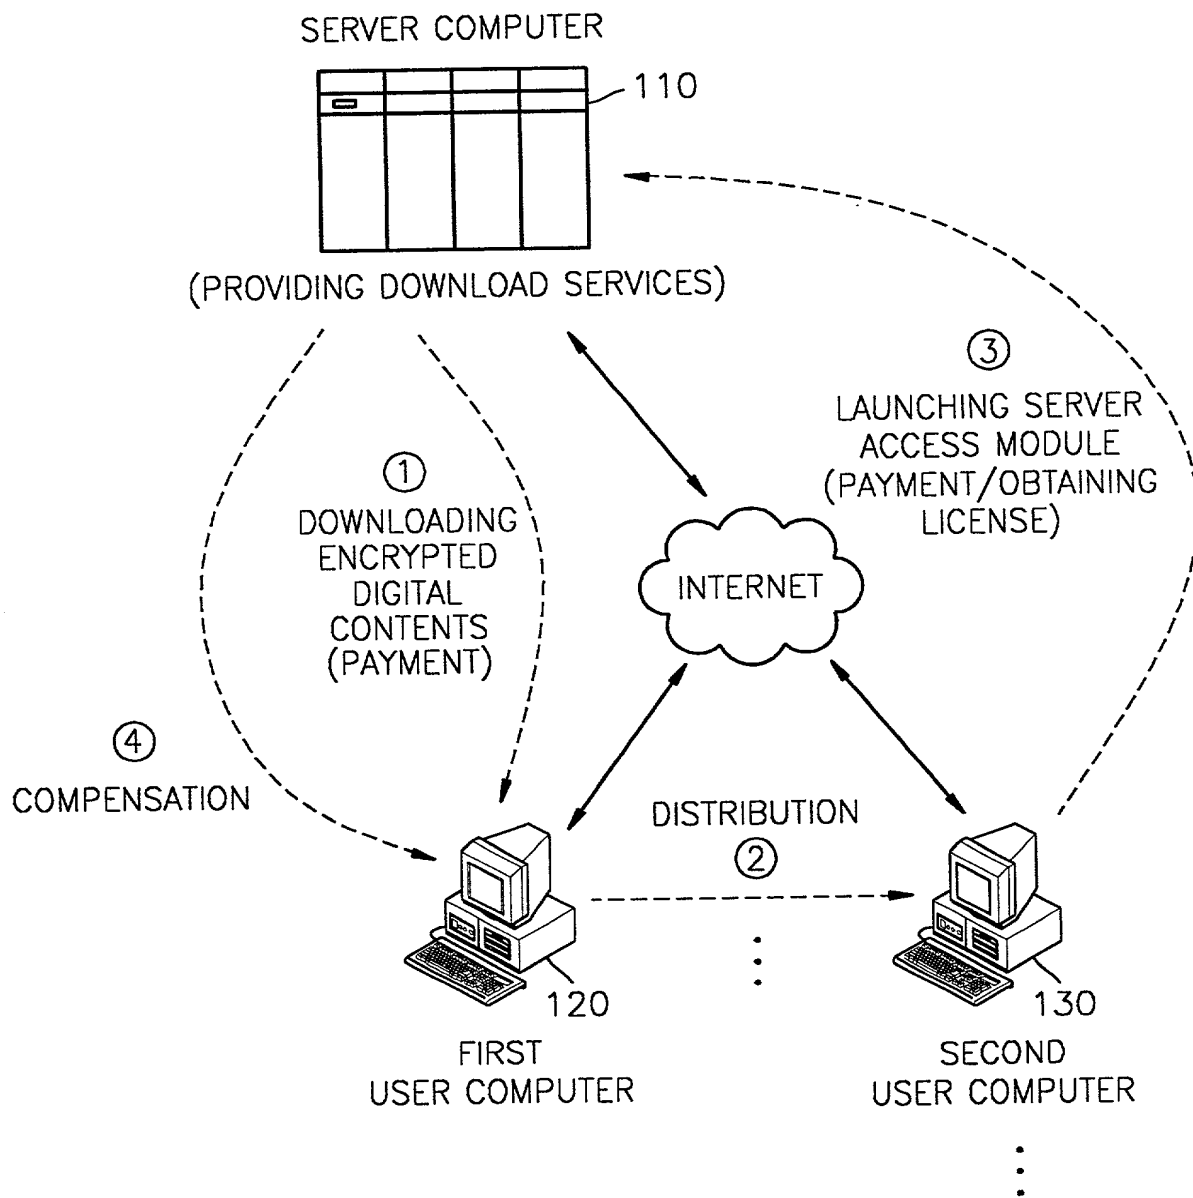 SERVER COMPUTER
110
(PROVIDING DOWNLOAD SERVICES)
③
LAUNCHING SERVER
ACCESS MODULE
(PAYMENT/OBTAINING
LICENSE)
①
DOWNLOADING
ENCRYPTED
DIGITAL
CONTENTS
(PAYMENT)
INTERNET
④
COMPENSATION
DISTRIBUTION
②
120
130
FIRST
USER COMPUTER
SECOND
USER COMPUTER